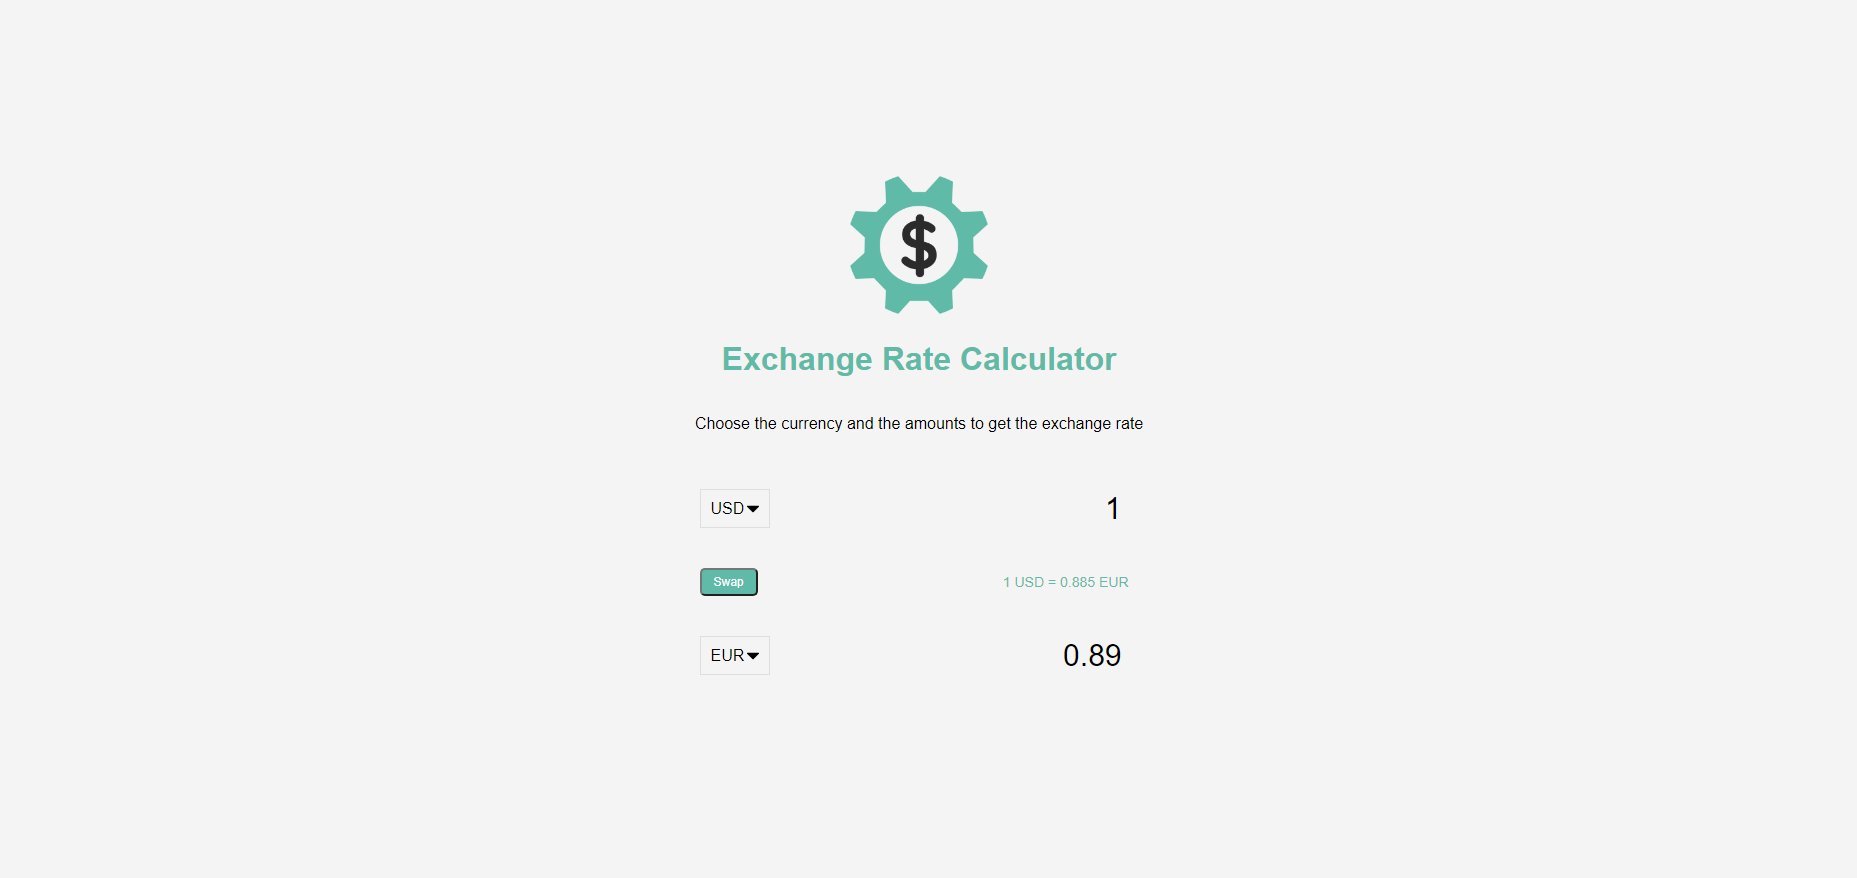 $
Exchange Rate Calculator
Choose the currency and the amounts to get the exchange rate
USD 1
Swap 1 USD = 0.885 EUR
EUR 0.89